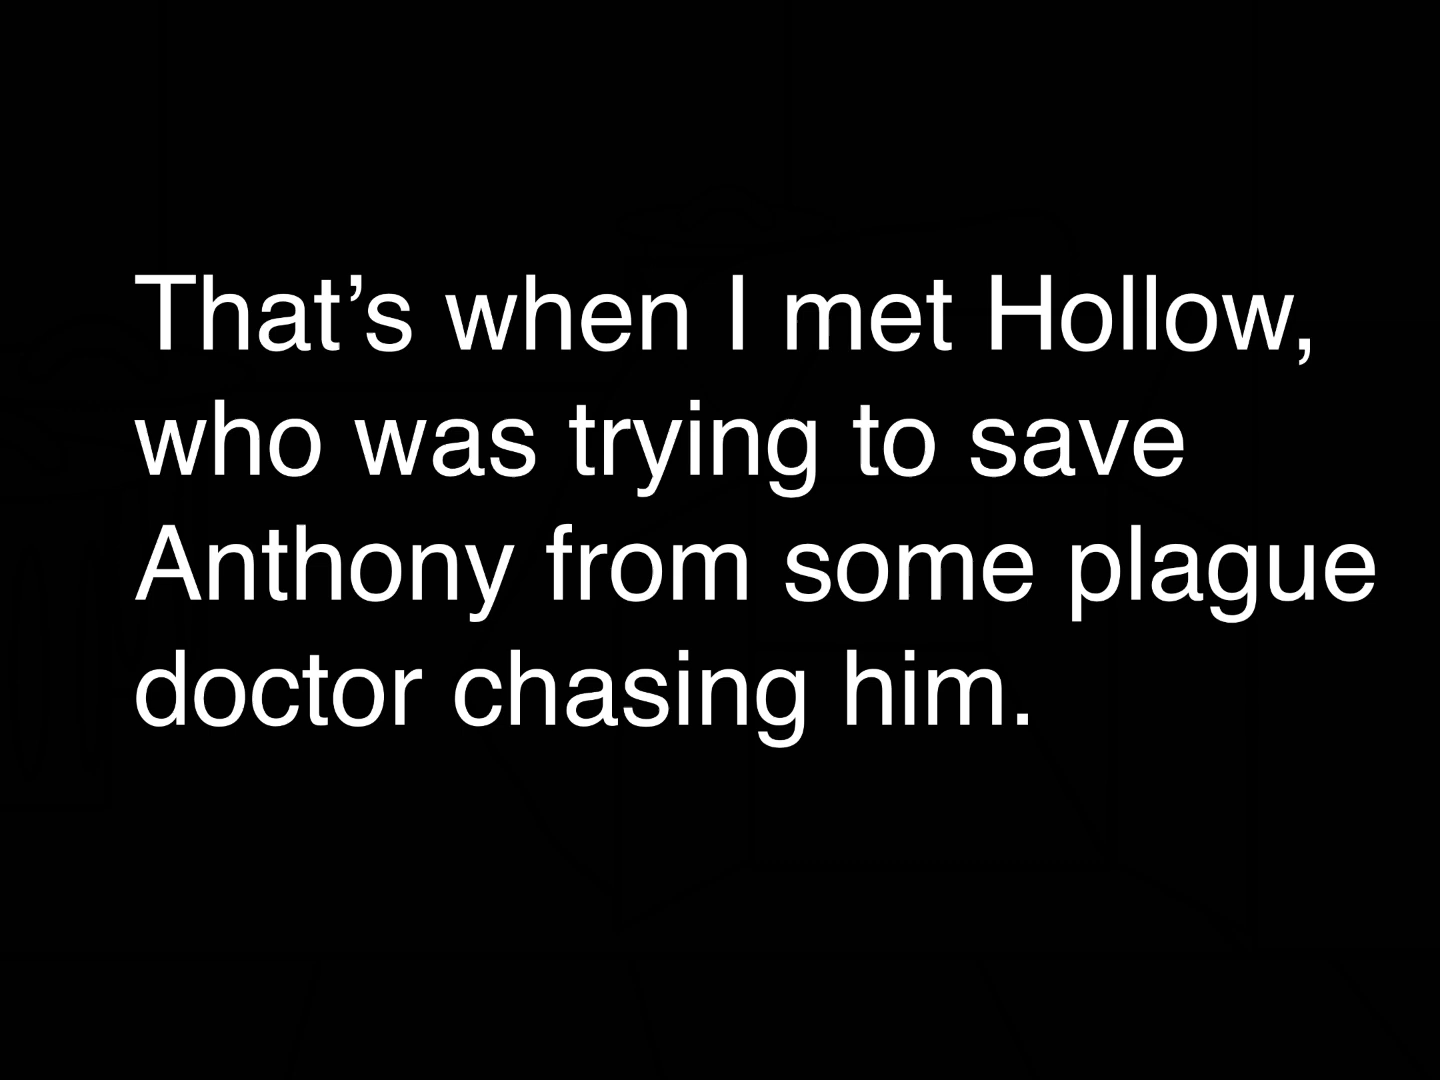 That’s when I met Hollow,
who was trying to save
Anthony from some plague
doctor chasing him.